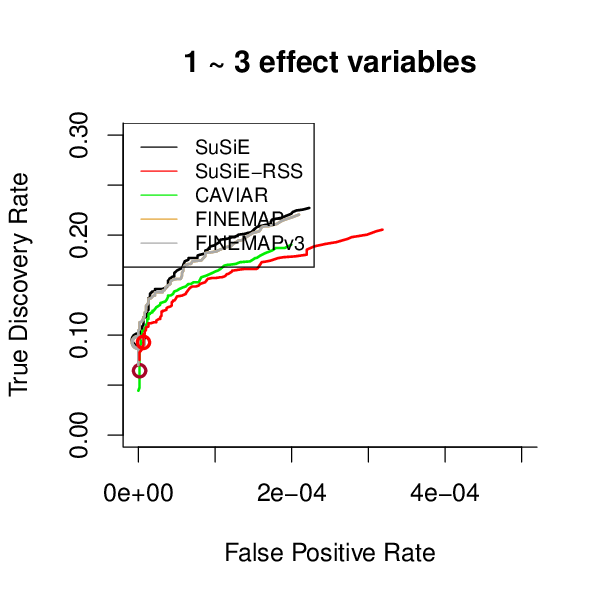 1 ~ 3 effect variables
True Discovery Rate
0.30
0.20
0.10
0.00
SuSiE
SuSiE−RSS
CAVIAR
FINEMAP
FINEMAPv3
0e+00 2e−04 4e−04
False Positive Rate